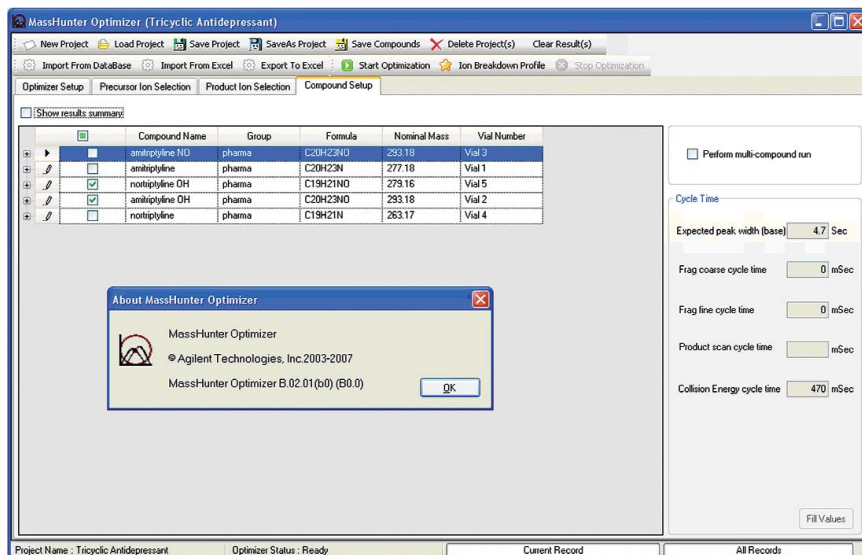 MassHunter Optimizer (Tricyclic Antidepressant)
New Project Load Project Save Project SaveAs Project Save Compounds Delete Project(s) Clear Result(s)
Import From DataBase Import From Excel Export To Excel Start Optimization Ion Breakdown Profile Stop Optimization
Optimizer Setup Precursor Ion Selection Product Ion Selection Compound Setup
Show results summary
Compound Name Group Formula Nominal Mass Vial Number
amitriptyline NO pharma C20H23NO 293.18 Vial 3
amitriptyline pharma C20H23N 277.18 Vial 1
nortriptyline OH pharma C19H21NO 279.16 Vial 5
amitriptyline OH pharma C20H23NO 293.18 Vial 2
nortriptyline pharma C19H21N 263.17 Vial 4
Perform multi-compound run
Cycle Time
Expected peak width (base) 4.7 Sec
Frag coarse cycle time 0 mSec
Frag line cycle time 0 mSec
Product scan cycle time mSec
Collision Energy cycle time 470 mSec
Fill Values
About MassHunter Optimizer
MassHunter Optimizer
© Agilent Technologies, Inc.2003-2007
MassHunter Optimizer B.02.01(b0) (B0.0)
OK
Project Name : Tricyclic Antidepressant Optimizer Status : Ready Current Record All Records